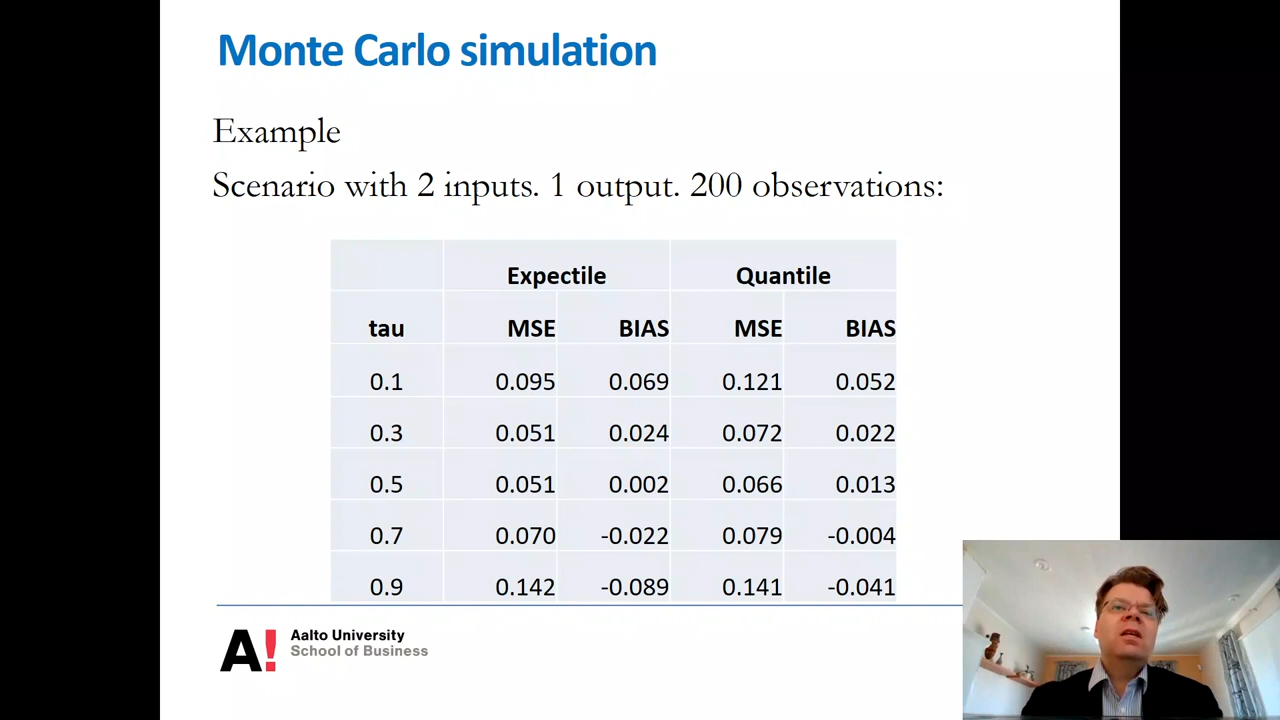 Monte Carlo simulation
Example
Scenario with 2 inputs. 1 output. 200 observations:
Expectile Quantile
tau MSE BIAS MSE BIAS
0.1 0.095 0.069 0.121 0.052
0.3 0.051 0.024 0.072 0.022
0.5 0.051 0.002 0.066 0.013
0.7 0.070 -0.022 0.079 -0.004
0.9 0.142 -0.089 0.141 -0.041
A! Aalto University
School of Business